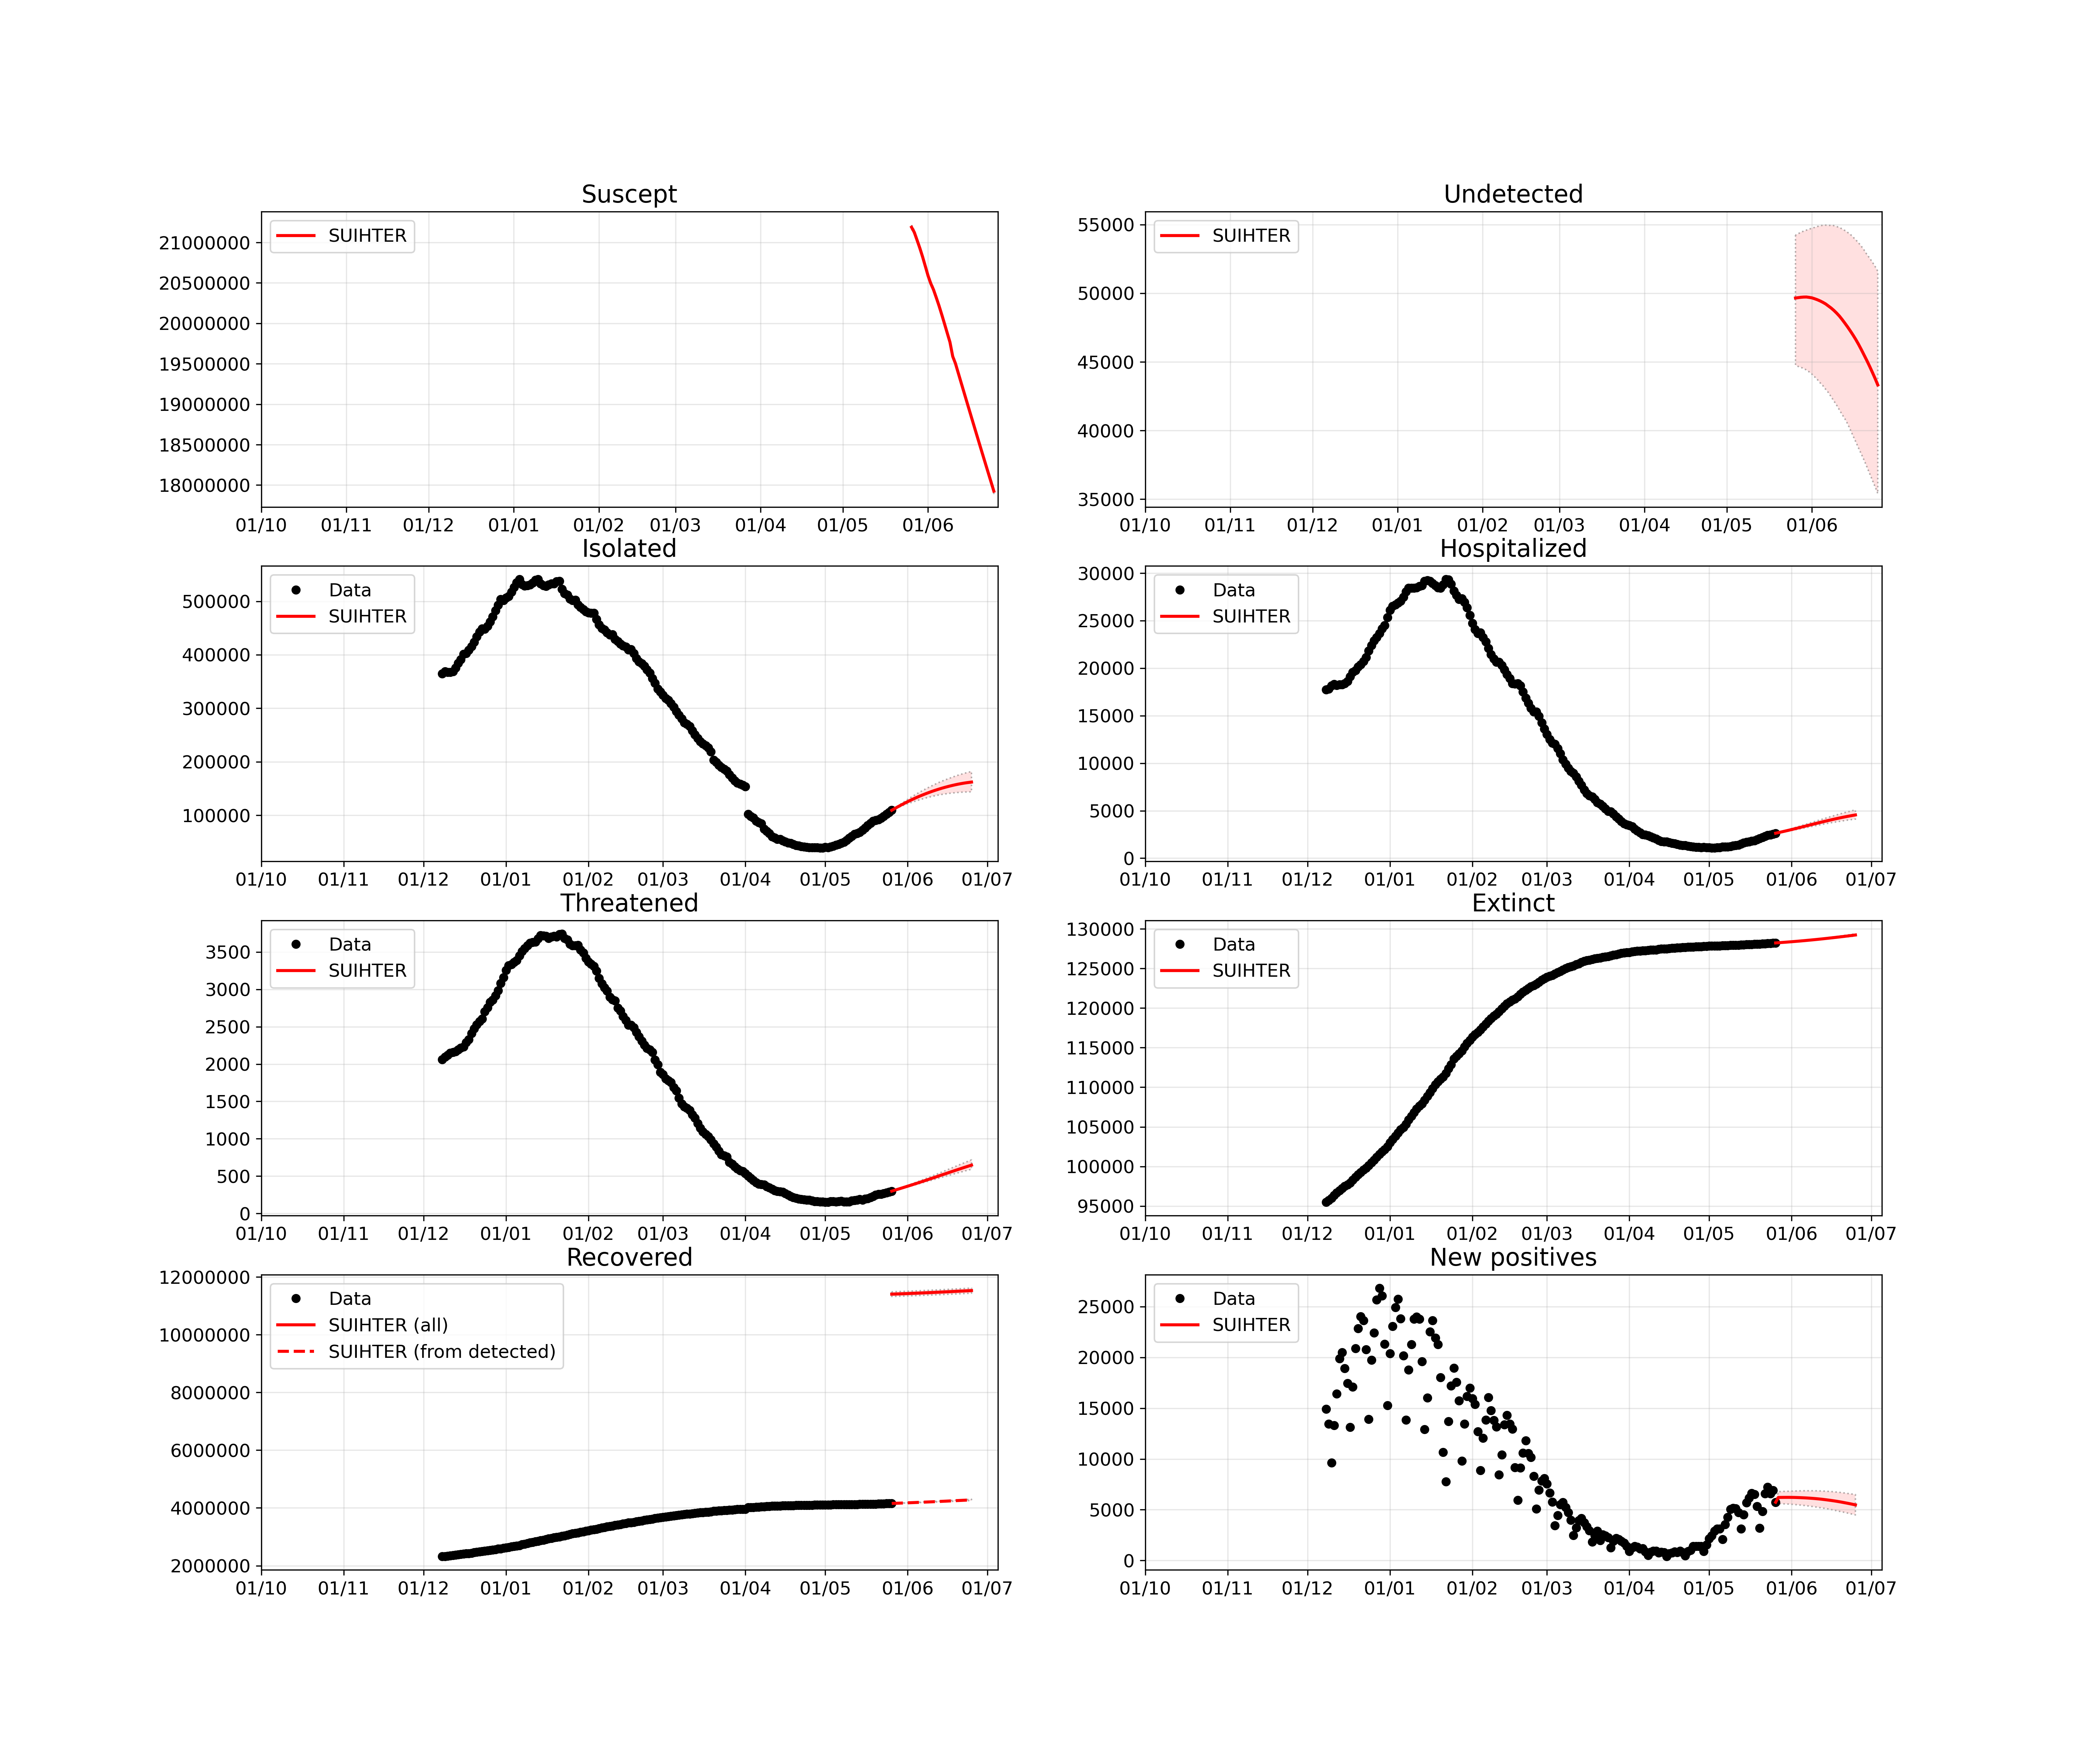 Suscept
SUIHTER
21000000
20500000
20000000
19500000
19000000
18500000
18000000
01/10 01/11 01/12 01/01 01/02 01/03 01/04 01/05 01/06
Undetected
SUIHTER
55000
50000
45000
40000
35000
01/10 01/11 01/12 01/01 01/02 01/03 01/04 01/05 01/06
Isolated
Data
SUIHTER
500000
400000
300000
200000
100000
01/10 01/11 01/12 01/01 01/02 01/03 01/04 01/05 01/06 01/07
Hospitalized
Data
SUIHTER
30000
25000
20000
15000
10000
5000
0
01/10 01/11 01/12 01/01 01/02 01/03 01/04 01/05 01/06 01/07
Threatened
Data
SUIHTER
3500
3000
2500
2000
1500
1000
500
0
01/10 01/11 01/12 01/01 01/02 01/03 01/04 01/05 01/06 01/07
Extinct
Data
SUIHTER
130000
125000
120000
115000
110000
105000
100000
95000
01/10 01/11 01/12 01/01 01/02 01/03 01/04 01/05 01/06 01/07
Recovered
Data
SUIHTER (all)
SUIHTER (from detected)
12000000
10000000
8000000
6000000
4000000
2000000
01/10 01/11 01/12 01/01 01/02 01/03 01/04 01/05 01/06 01/07
New positives
Data
SUIHTER
25000
20000
15000
10000
5000
0
01/10 01/11 01/12 01/01 01/02 01/03 01/04 01/05 01/06 01/07